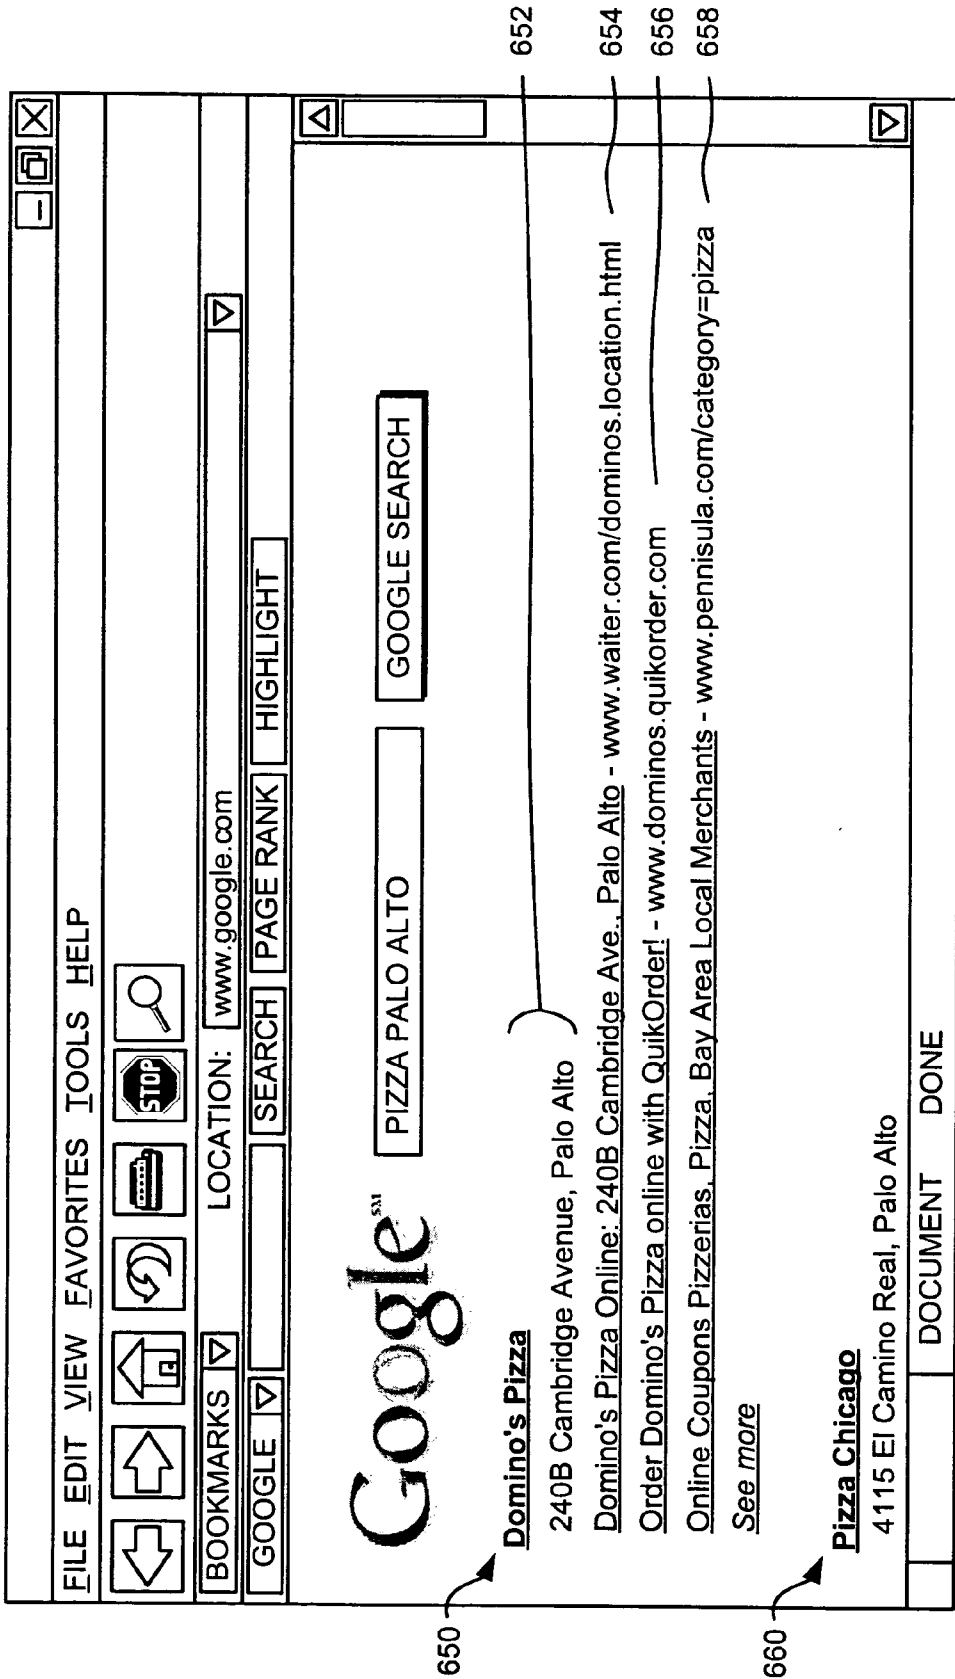 FILE EDIT VIEW FAVORITES TOOLS HELP
STOP
BOOKMARKS LOCATION: www.google.com
GOOGLE SEARCH PAGE RANK HIGHLIGHT
Google SM PIZZA PALO ALTO GOOGLE SEARCH
650
Domino's Pizza
240B Cambridge Avenue, Palo Alto 652
Domino's Pizza Online: 240B Cambridge Ave., Palo Alto - www.waiter.com/dominos.location.html 654
Order Domino's Pizza online with QuikOrder! - www.dominos.quikorder.com 656
Online Coupons Pizzerias, Pizza, Bay Area Local Merchants - www.pennisula.com/category=pizza 658
See more
660
Pizza Chicago
4115 El Camino Real, Palo Alto
DOCUMENT DONE